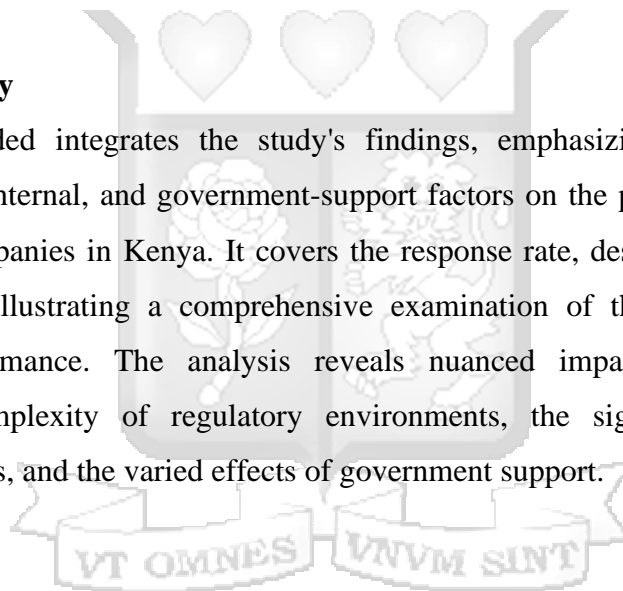 y
ded integrates the study's findings, emphasizi
nternal, and government-support factors on the p
panies in Kenya. It covers the response rate, des
llustrating a comprehensive examination of th
mance. The analysis reveals nuanced impa
mplexity of regulatory environments, the sig
s, and the varied effects of government support.
VT OMNES VNVM SINT